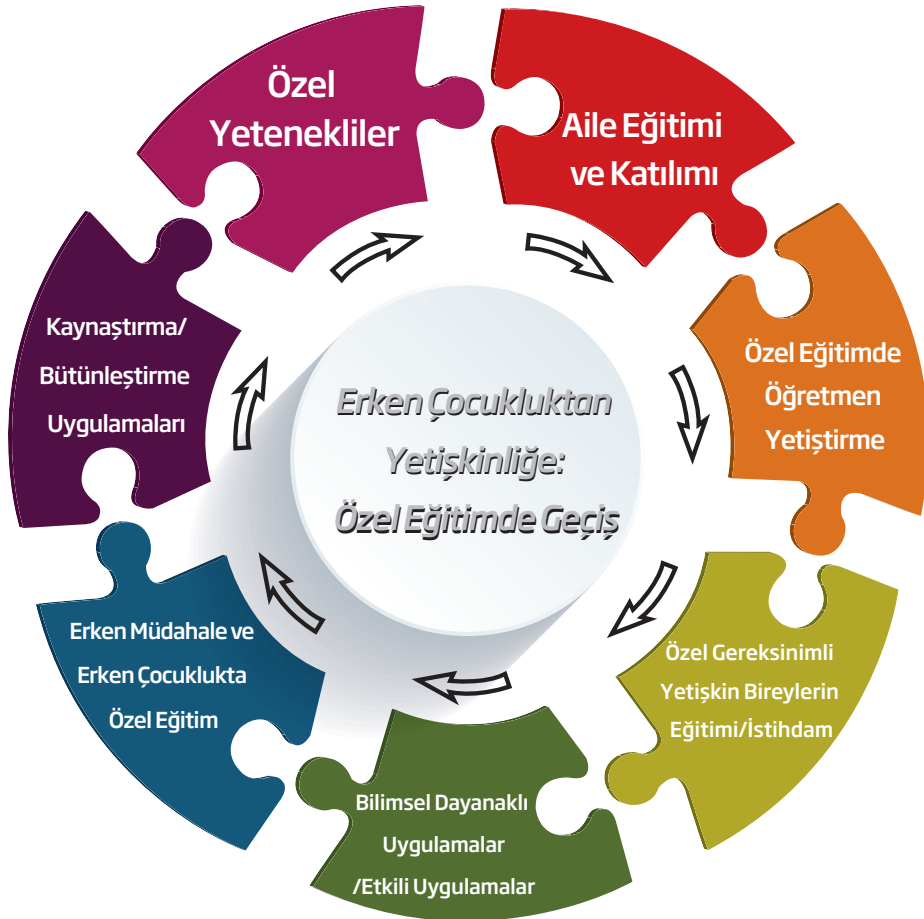 Özel
Yetenekliler
Aile Eğitimi
ve Katılımı
Özel Eğitimde
Öğretmen
Yetiştirme
Özel Gereksinimli
Yetişkin Bireylerin
Eğitimi/İstihdam
Bilimsel Dayanaklı
Uygulamalar
/Etkili Uygulamalar
Erken Müdahale ve
Erken Çocuklukta
Özel Eğitim
Kaynaştırma/
Bütünleştirme
Uygulamaları
Erken Çocukluktan
Yetişkinliğe:
Özel Eğitimde Geçiş